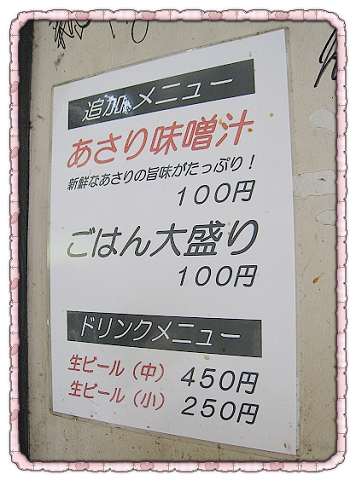 追加 メニュー
あさり味噌汁
新鮮なあさりの旨味がたっぷり！
100円
ごはん大盛り
100円
ドリンクメニュー
生ビール（中） 450円
生ビール（小） 250円